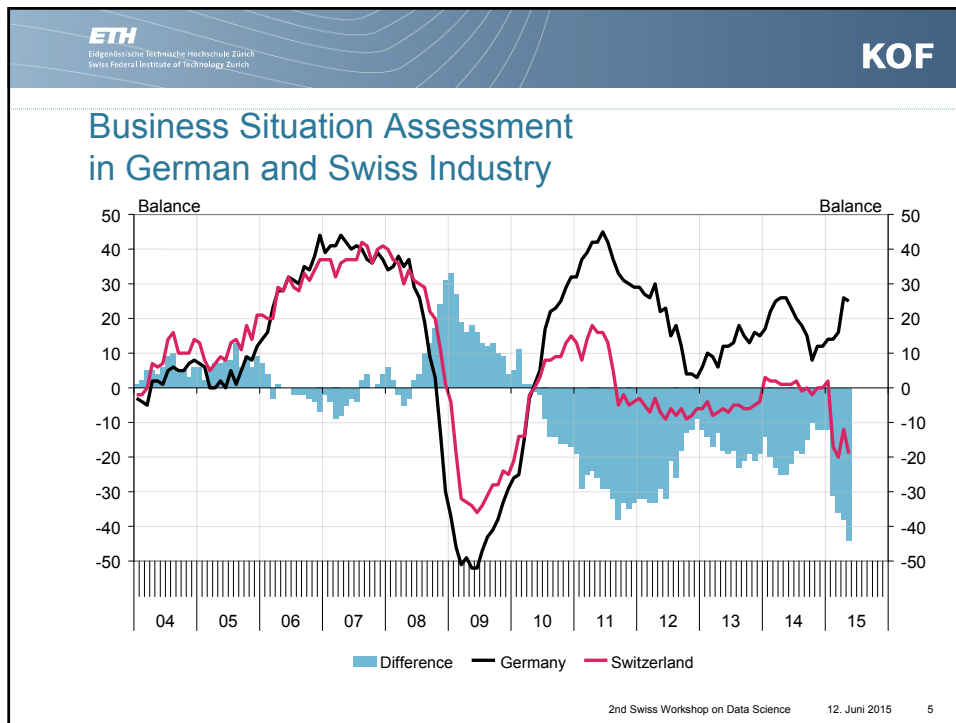 ETH
Eidgenössische Technische Hochschule Zürich
Swiss Federal Institute of Technology Zurich
KOF
Business Situation Assessment
in German and Swiss Industry
Balance Balance
50 50
40 40
30 30
20 20
10 10
0 0
-10 -10
-20 -20
-30 -30
-40 -40
-50 -50
04 05 06 07 08 09 10 11 12 13 14 15
Difference Germany Switzerland
2nd Swiss Workshop on Data Science 12. Juni 2015 5